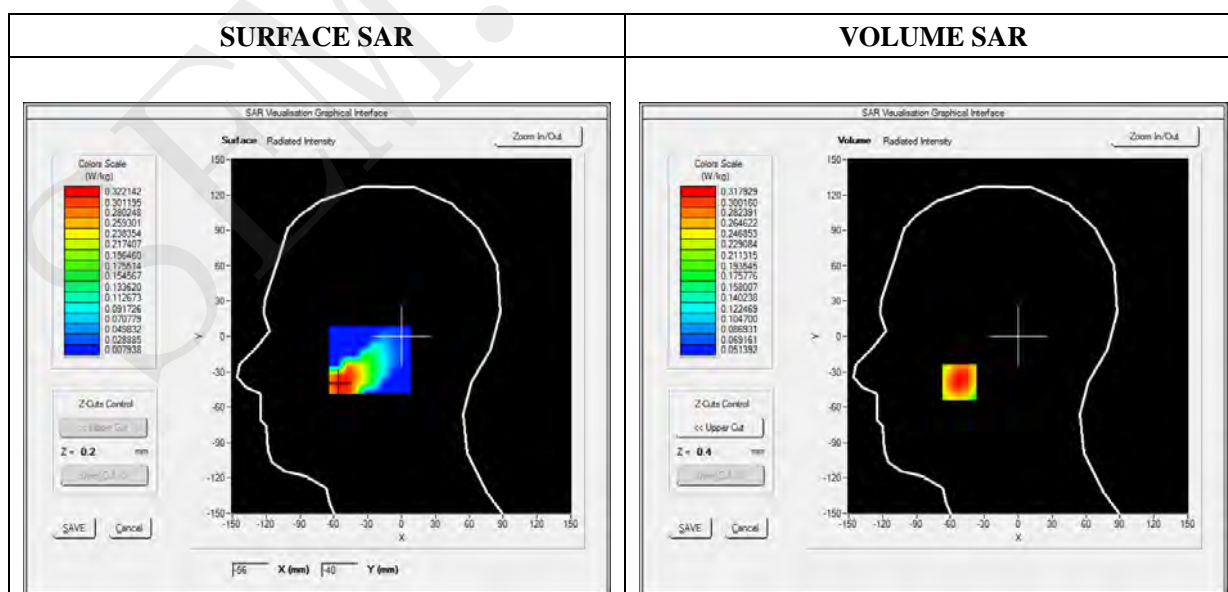 SURFACE SAR
SAR Visualisation Graphical Interface
Surface Radiated Intensity
Zoom In/Out
Colors Scale
(W/kg)
0.322142
0.301195
0.280248
0.259301
0.238354
0.217407
0.196460
0.175514
0.154567
0.133620
0.112673
0.091726
0.070779
0.049832
0.028885
0.007938
150
120
90
60
30
0
-30
-60
-90
-120
-150
Y
-150 -120 -90 -60 -30 0 30 60 90 120 150
X
Z-Cuts Control
<< Upper Cut
Z = 0.2 mm
SAVE Cancel
-56 X (mm) -40 Y (mm)
VOLUME SAR
SAR Visualisation Graphical Interface
Volume Radiated Intensity
Zoom In/Out
Colors Scale
(W/kg)
0.317929
0.300160
0.282391
0.264622
0.246853
0.229084
0.211315
0.193545
0.175776
0.158007
0.140238
0.122469
0.104700
0.086931
0.069161
0.051392
150
120
90
60
30
0
-30
-60
-90
-120
-150
Y
-150 -120 -90 -60 -30 0 30 60 90 120 150
X
Z-Cuts Control
<< Upper Cut
Z = 0.4 mm
SAVE Cancel